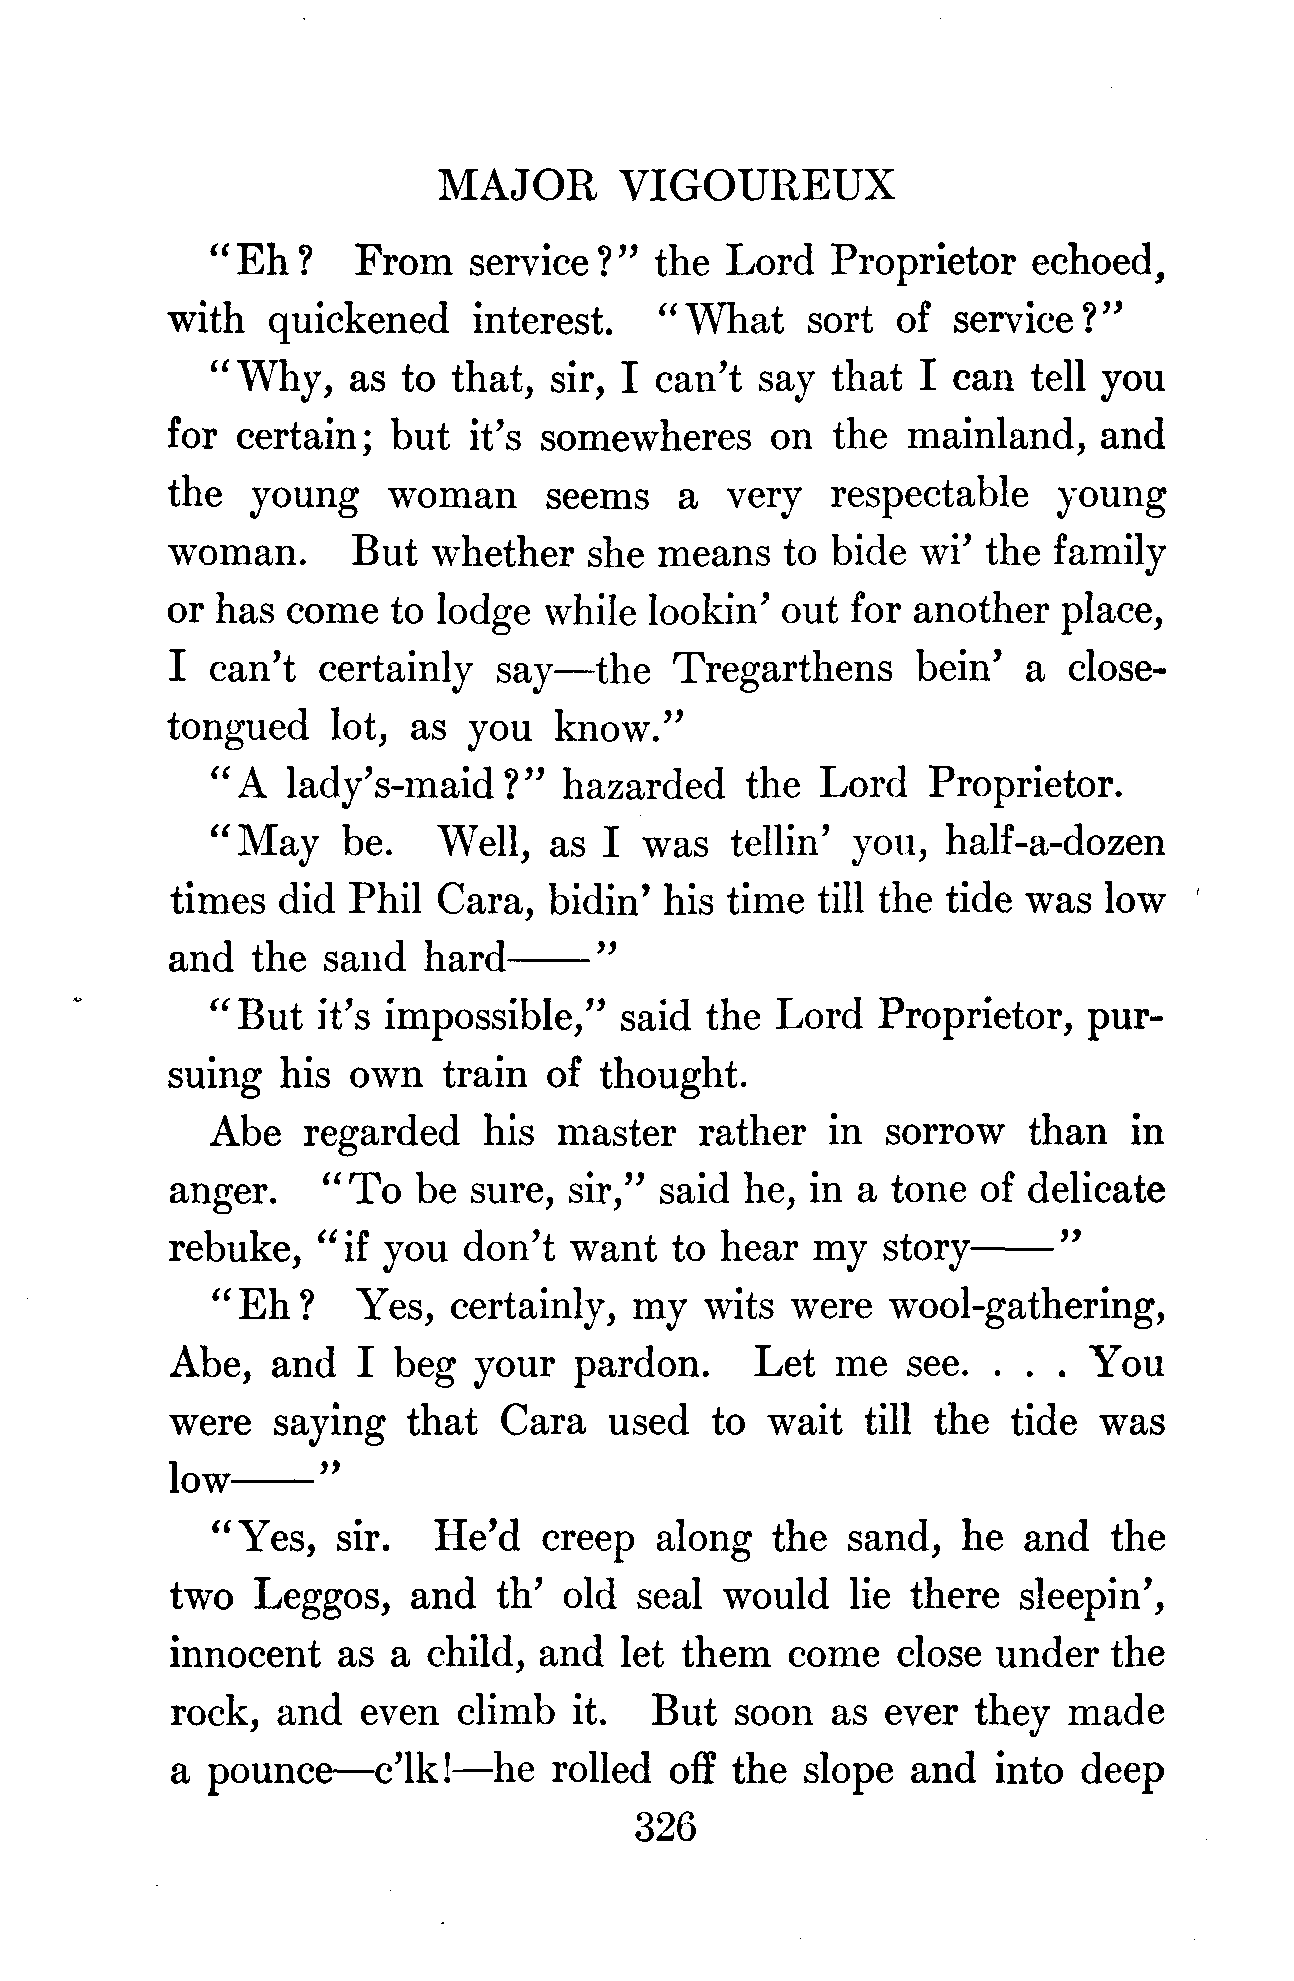 MAJOR VIGOUREUX
"Eh? From service?" the Lord Proprietor echoed,
with quickened interest. "What sort of service?"
"Why, as to that, sir, I can't say that I can tell you
for certain; but it's somewheres on the mainland, and
the young woman seems a very respectable young
woman. But whether she means to bide wi' the family
or has come to lodge while lookin' out for another place,
I can't certainly say—the Tregarthens bein' a close-
tongued lot, as you know."
"A lady's-maid?" hazarded the Lord Proprietor.
"May be. Well, as I was tellin' you, half-a-dozen
times did Phil Cara, bidin' his time till the tide was low
and the sand hard——"
"But it's impossible," said the Lord Proprietor, pur-
suing his own train of thought.
Abe regarded his master rather in sorrow than in
anger. "To be sure, sir," said he, in a tone of delicate
rebuke, "if you don't want to hear my story——"
"Eh? Yes, certainly, my wits were wool-gathering,
Abe, and I beg your pardon. Let me see. . . . You
were saying that Cara used to wait till the tide was
low——"
"Yes, sir. He'd creep along the sand, he and the
two Leggos, and th' old seal would lie there sleepin',
innocent as a child, and let them come close under the
rock, and even climb it. But soon as ever they made
a pounce—c'lk!—he rolled off the slope and into deep
326